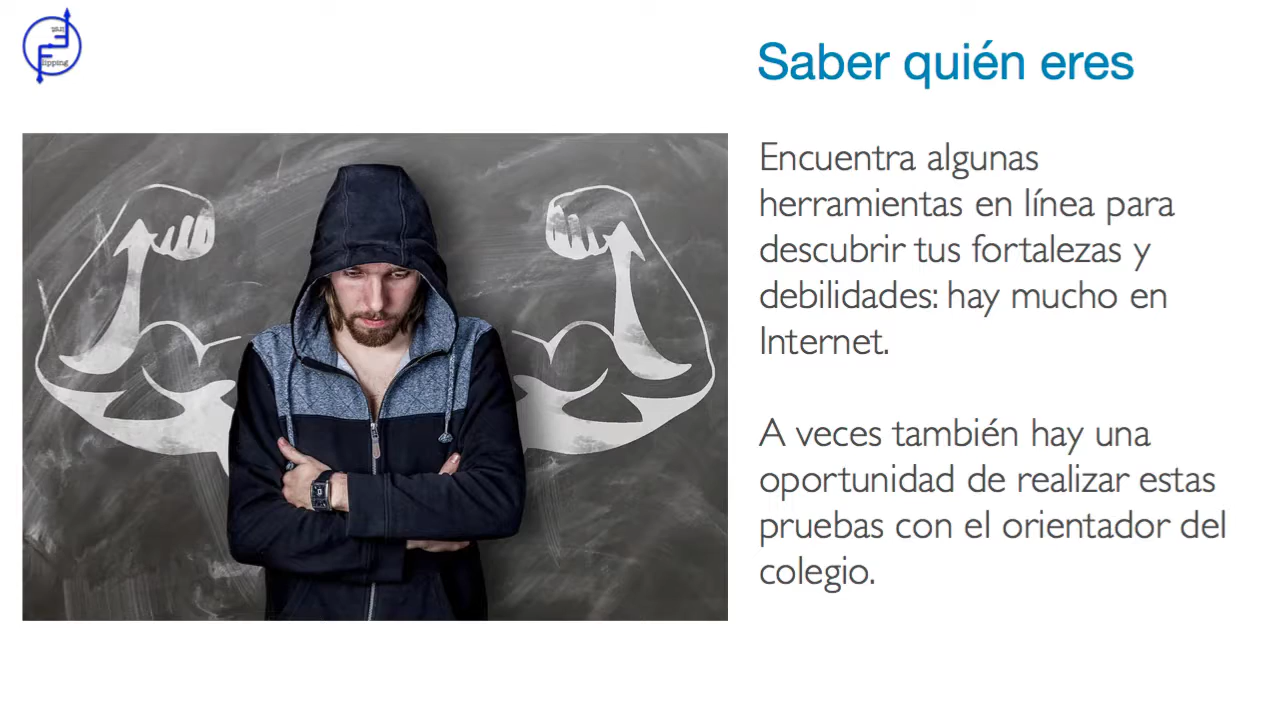 Saber quién eres
Encuentra algunas
herramientas en línea para
descubrir tus fortalezas y
debilidades: hay mucho en
Internet.
A veces también hay una
oportunidad de realizar estas
pruebas con el orientador del
colegio.
lipping